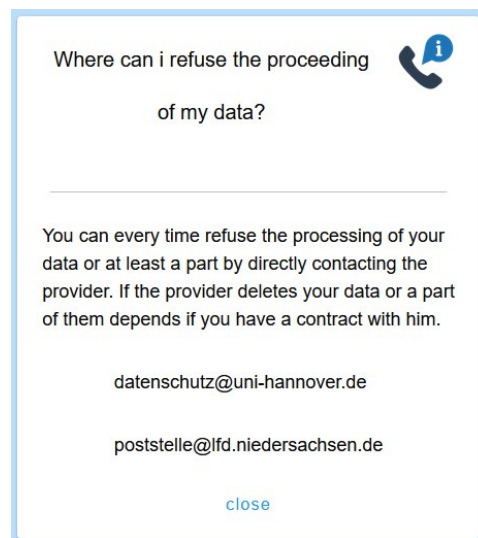 Where can i refuse the proceeding
of my data?
i
You can every time refuse the processing of your
data or at least a part by directly contacting the
provider. If the provider deletes your data or a part
of them depends if you have a contract with him.
datenschutz@uni-hannover.de
poststelle@lfd.niedersachsen.de
close